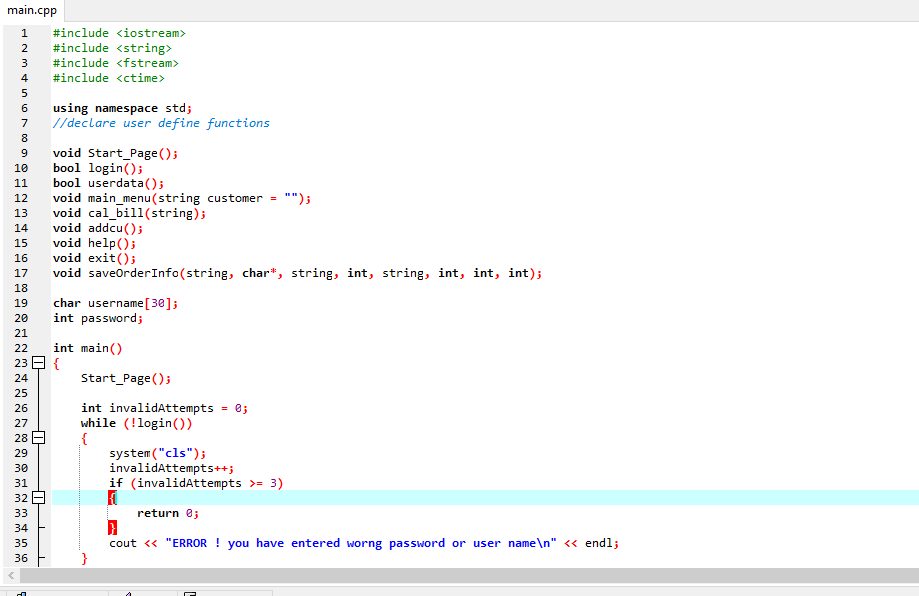 main.cpp
1 #include <iostream>
2 #include <string>
3 #include <fstream>
4 #include <ctime>
5
6 using namespace std;
7 //declare user define functions
8
9 void Start_Page();
10 bool login();
11 bool userdata();
12 void main_menu(string customer = "");
13 void cal_bill(string);
14 void addcu();
15 void help();
16 void exit();
17 void saveOrderInfo(string, char*, string, int, string, int, int, int);
18
19 char username[30];
20 int password;
21
22 int main()
23 {
24 Start_Page();
25
26 int invalidAttempts = 0;
27 while (!login())
28 {
29 system("cls");
30 invalidAttempts++;
31 if (invalidAttempts >= 3)
32 {
33 return 0;
34 }
35 cout << "ERROR ! you have entered worng password or user name\n" << endl;
36 }